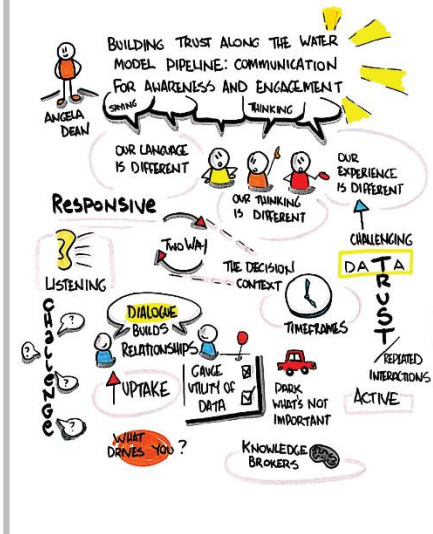 BUILDING TRUST ALONG THE WATER
MODEL PIPELINE: COMMUNICATION
FOR AWARENESS AND ENGAGEMENT
ANGELA
DEAN
SAYING
THINKING
OUR LANGUAGE
IS DIFFERENT
OUR THINKING
IS DIFFERENT
OUR
EXPERIENCE
IS DIFFERENT
RESPONSIVE
TWO WAY
LISTENING
THE DECISION
CONTEXT
TIMEFRAMES
CHALLENGING
DATA
TRUST
REPEATED
INTERACTIONS
ACTIVE
CHALLENGE
?
?
?
?
DIALOGUE
BUILDS
RELATIONSHIPS
UPTAKE
GAUGE
UTILITY OF
DATA
PARK
WHAT'S NOT
IMPORTANT
WHAT
DRIVES YOU?
KNOWLEDGE
BROKERS